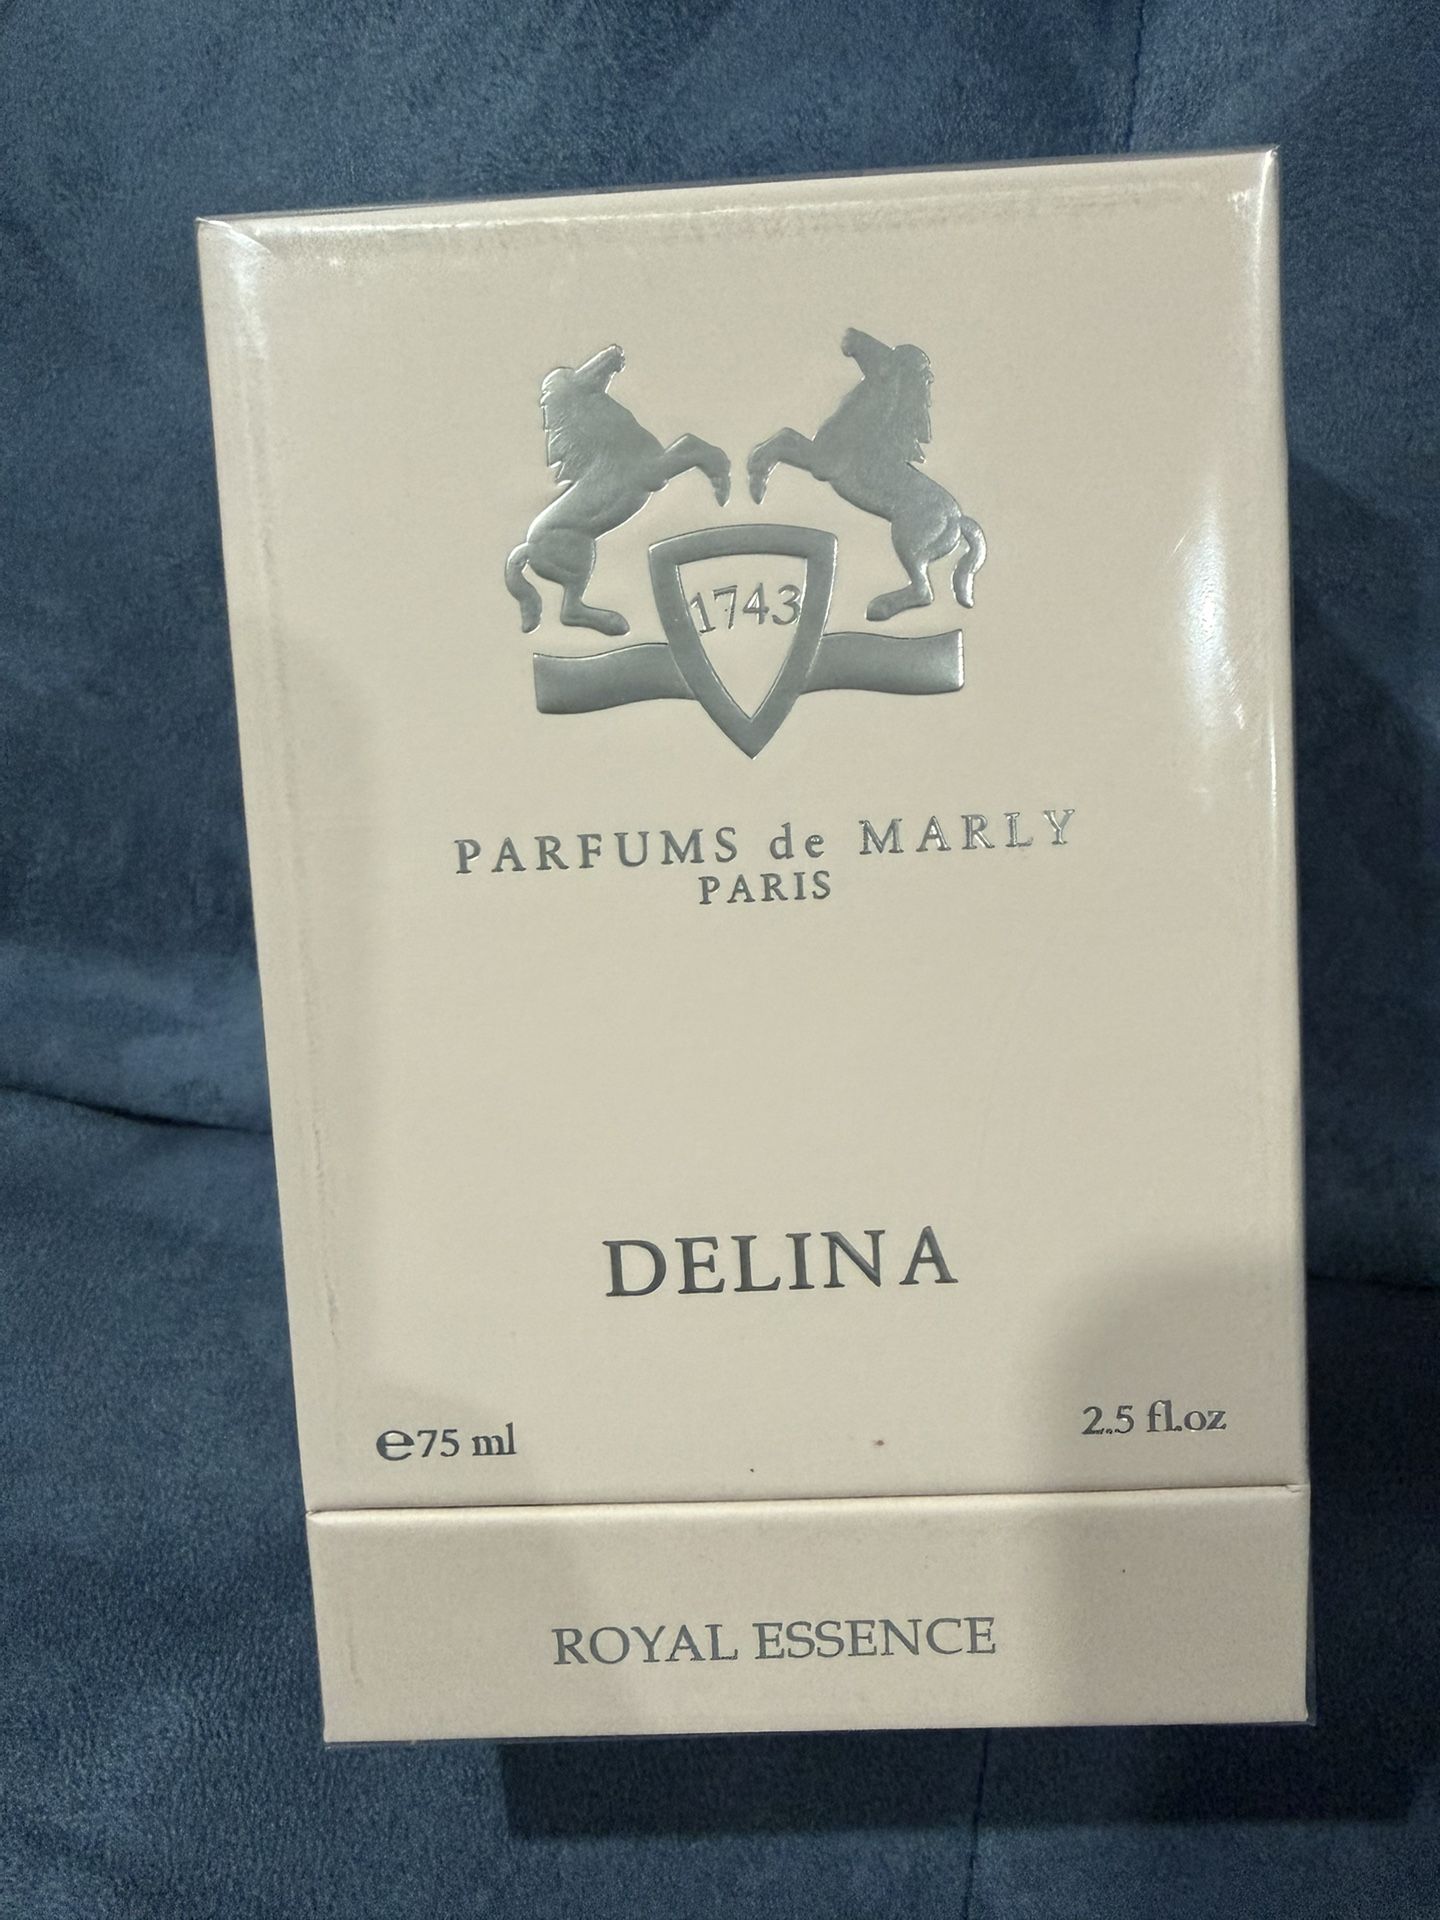 1743
PARFUMS de MARLY
PARIS
DELINA
℮75 ml
2.5 fl.oz
ROYAL ESSENCE